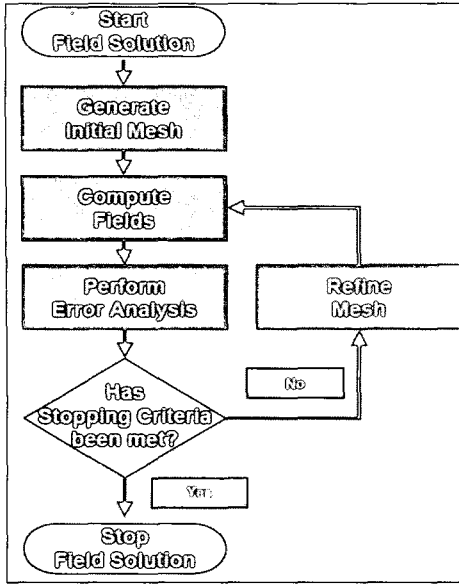 Start
Field Solution
Generate
Initial Mesh
Compute
Fields
Perform
Error Analysis
Refine
Mesh
Has
Stopping Criteria
been met?
No
Yes
Stop
Field Solution